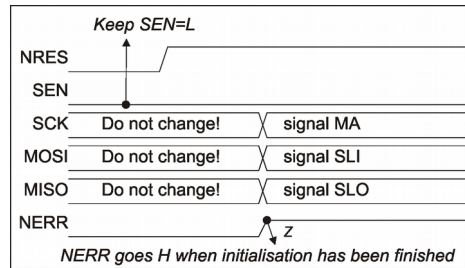 Keep SEN=L
NRES
SEN
SCK Do not change! signal MA
MOSI Do not change! signal SLI
MISO Do not change! signal SLO
NERR
z
NERR goes H when initialisation has been finished